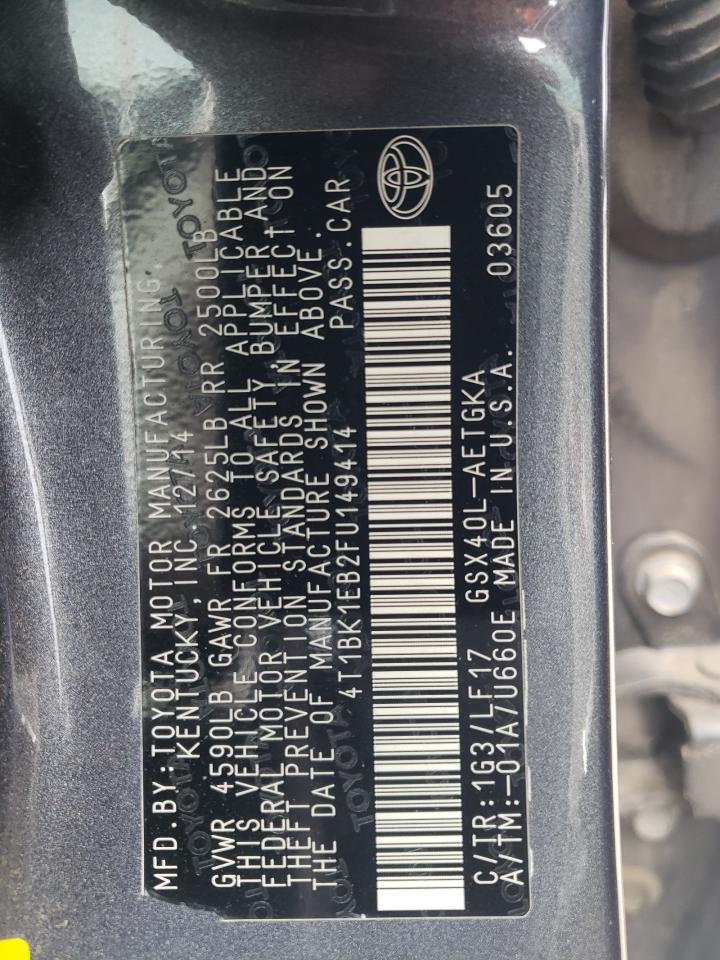 MFD.BY:TOYOTA MOTOR MANUFACTURING,
KENTUCKY, INC. 12/14
GVWR 4590LB GAWR FR 2625LB RR 2500LB
THIS VEHICLE CONFORMS TO ALL APPLICABLE
FEDERAL MOTOR VEHICLE SAFETY,BUMPER AND
THEFT PREVENTION STANDARDS IN EFFECT ON
THE DATE OF MANUFACTURE SHOWN ABOVE.
4T1BK1EB2FU149414 PASS.CAR
C/TR:1G3/LF17 GSX40L-AETGKA
A/TM:-01A/U660E MADE IN U.S.A. 03605